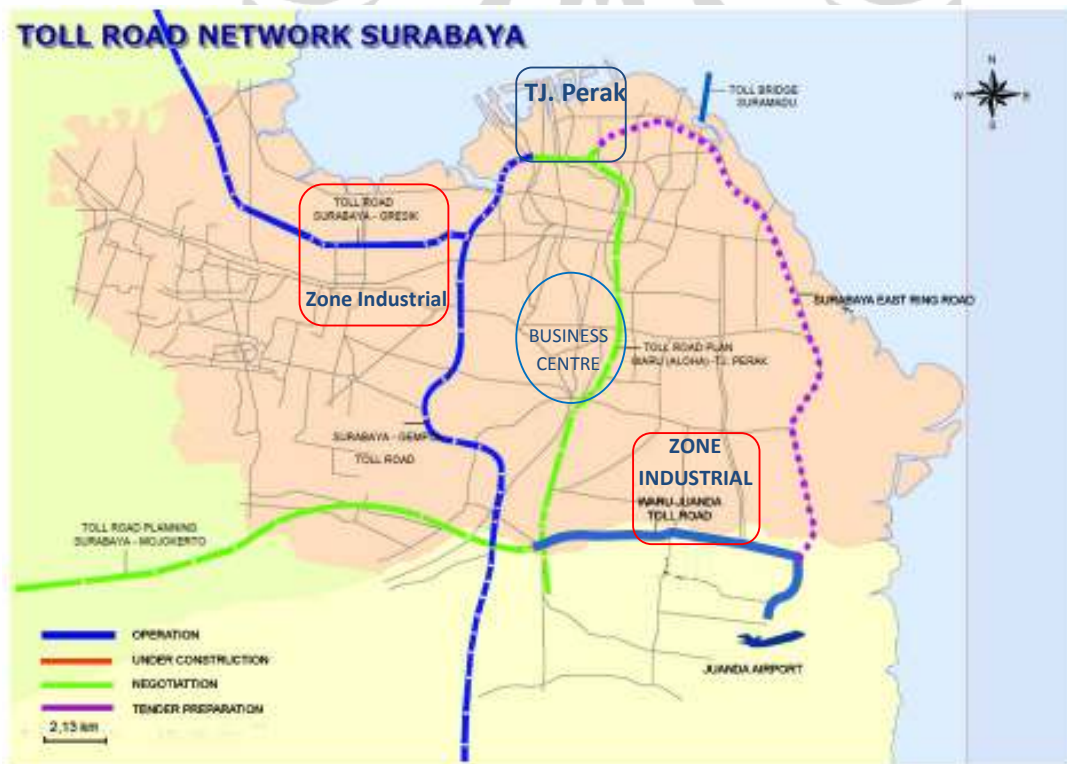 TOLL ROAD NETWORK SURABAYA
TJ. Perak
TOLL BRIDGE
SURAMADU
N
W
E
S
TOLL ROAD
SURABAYA - GRESIK
Zone Industrial
SURABAYA EAST RING ROAD
BUSINESS
CENTRE
TOLL ROAD PLAN
WARU (ALOHA) -TJ. PERAK
SURABAYA - GEMPOL
TOLL ROAD
ZONE
INDUSTRIAL
WARU-JUANDA
TOLL ROAD
TOLL ROAD PLANNING
SURABAYA - MOJOKERTO
JUANDA AIRPORT
OPERATION
UNDER CONSTRUCTION
NEGOTIATTION
TENDER PREPARATION
2,13 km